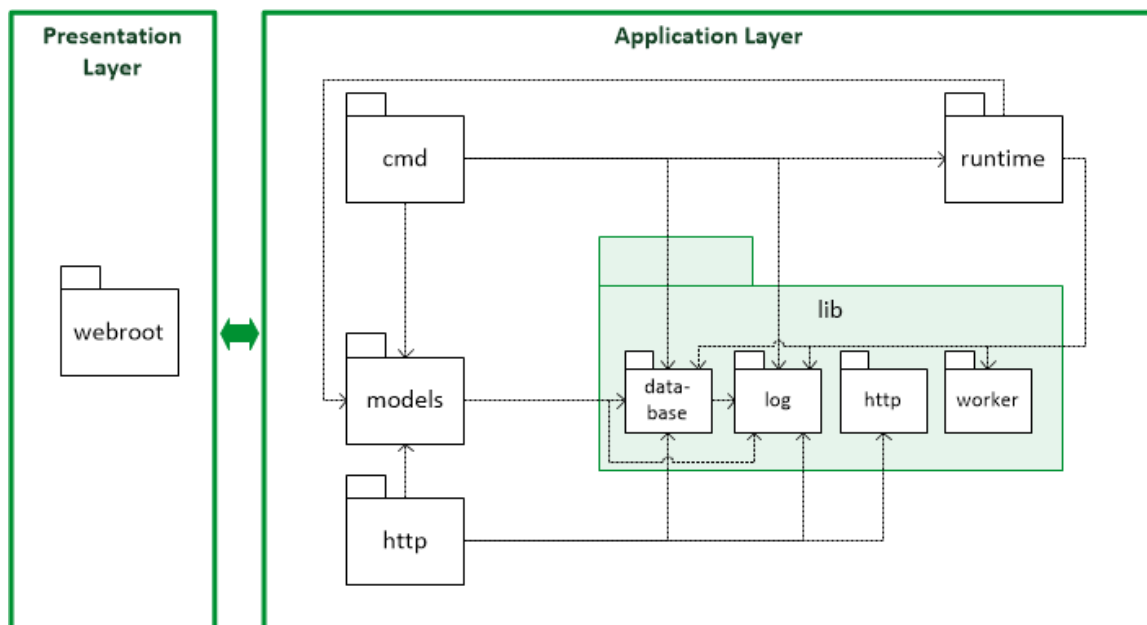 Presentation
Layer
Application Layer
cmd
runtime
webroot
lib
models
data-
base
log
http
worker
http